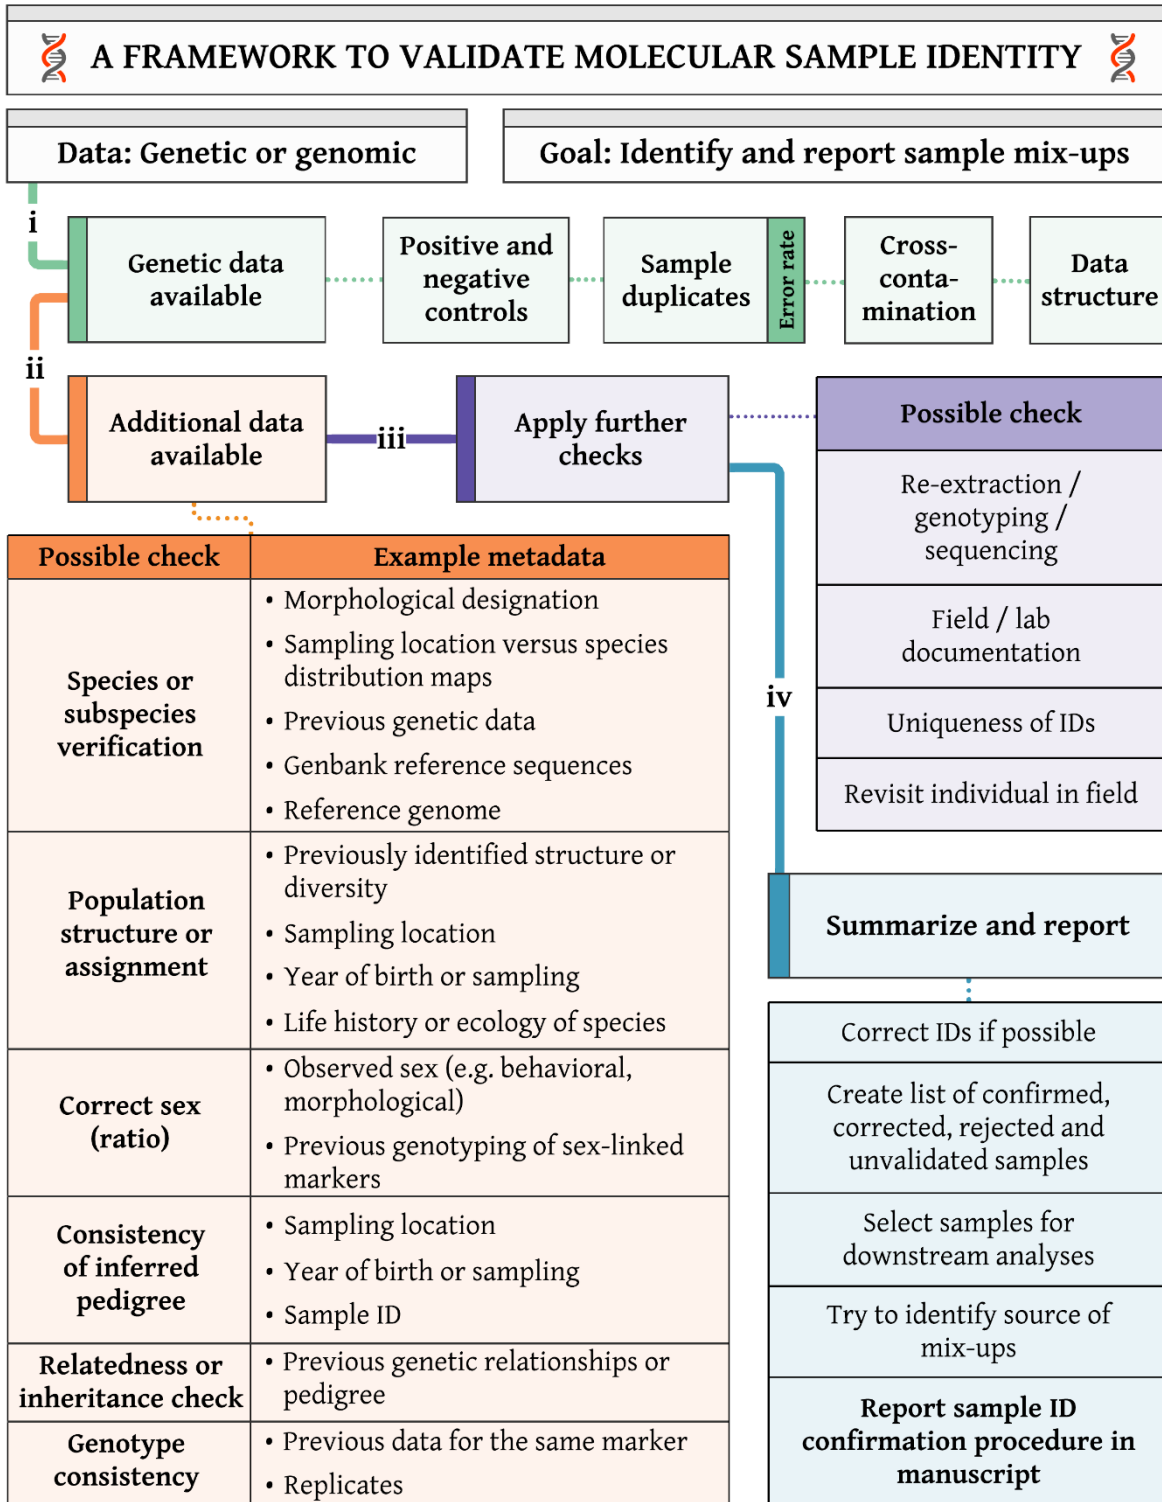 A FRAMEWORK TO VALIDATE MOLECULAR SAMPLE IDENTITY
Data: Genetic or genomic
Goal: Identify and report sample mix-ups
i
Genetic data
available
Positive and
negative
controls
Sample
duplicates
Error rate
Cross-
conta-
mination
Data
structure
ii
Additional data
available
iii
Apply further
checks
Possible check
Re-extraction /
genotyping /
sequencing
Field / lab
documentation
Uniqueness of IDs
Revisit individual in field
Possible check
Example metadata
Species or
subspecies
verification
• Morphological designation
• Sampling location versus species
distribution maps
• Previous genetic data
• Genbank reference sequences
• Reference genome
Population
structure or
assignment
• Previously identified structure or
diversity
• Sampling location
• Year of birth or sampling
• Life history or ecology of species
Correct sex
(ratio)
• Observed sex (e.g. behavioral,
morphological)
• Previous genotyping of sex-linked
markers
Consistency
of inferred
pedigree
• Sampling location
• Year of birth or sampling
• Sample ID
Relatedness or
inheritance check
• Previous genetic relationships or
pedigree
Genotype
consistency
• Previous data for the same marker
• Replicates
iv
Summarize and report
Correct IDs if possible
Create list of confirmed,
corrected, rejected and
unvalidated samples
Select samples for
downstream analyses
Try to identify source of
mix-ups
Report sample ID
confirmation procedure in
manuscript